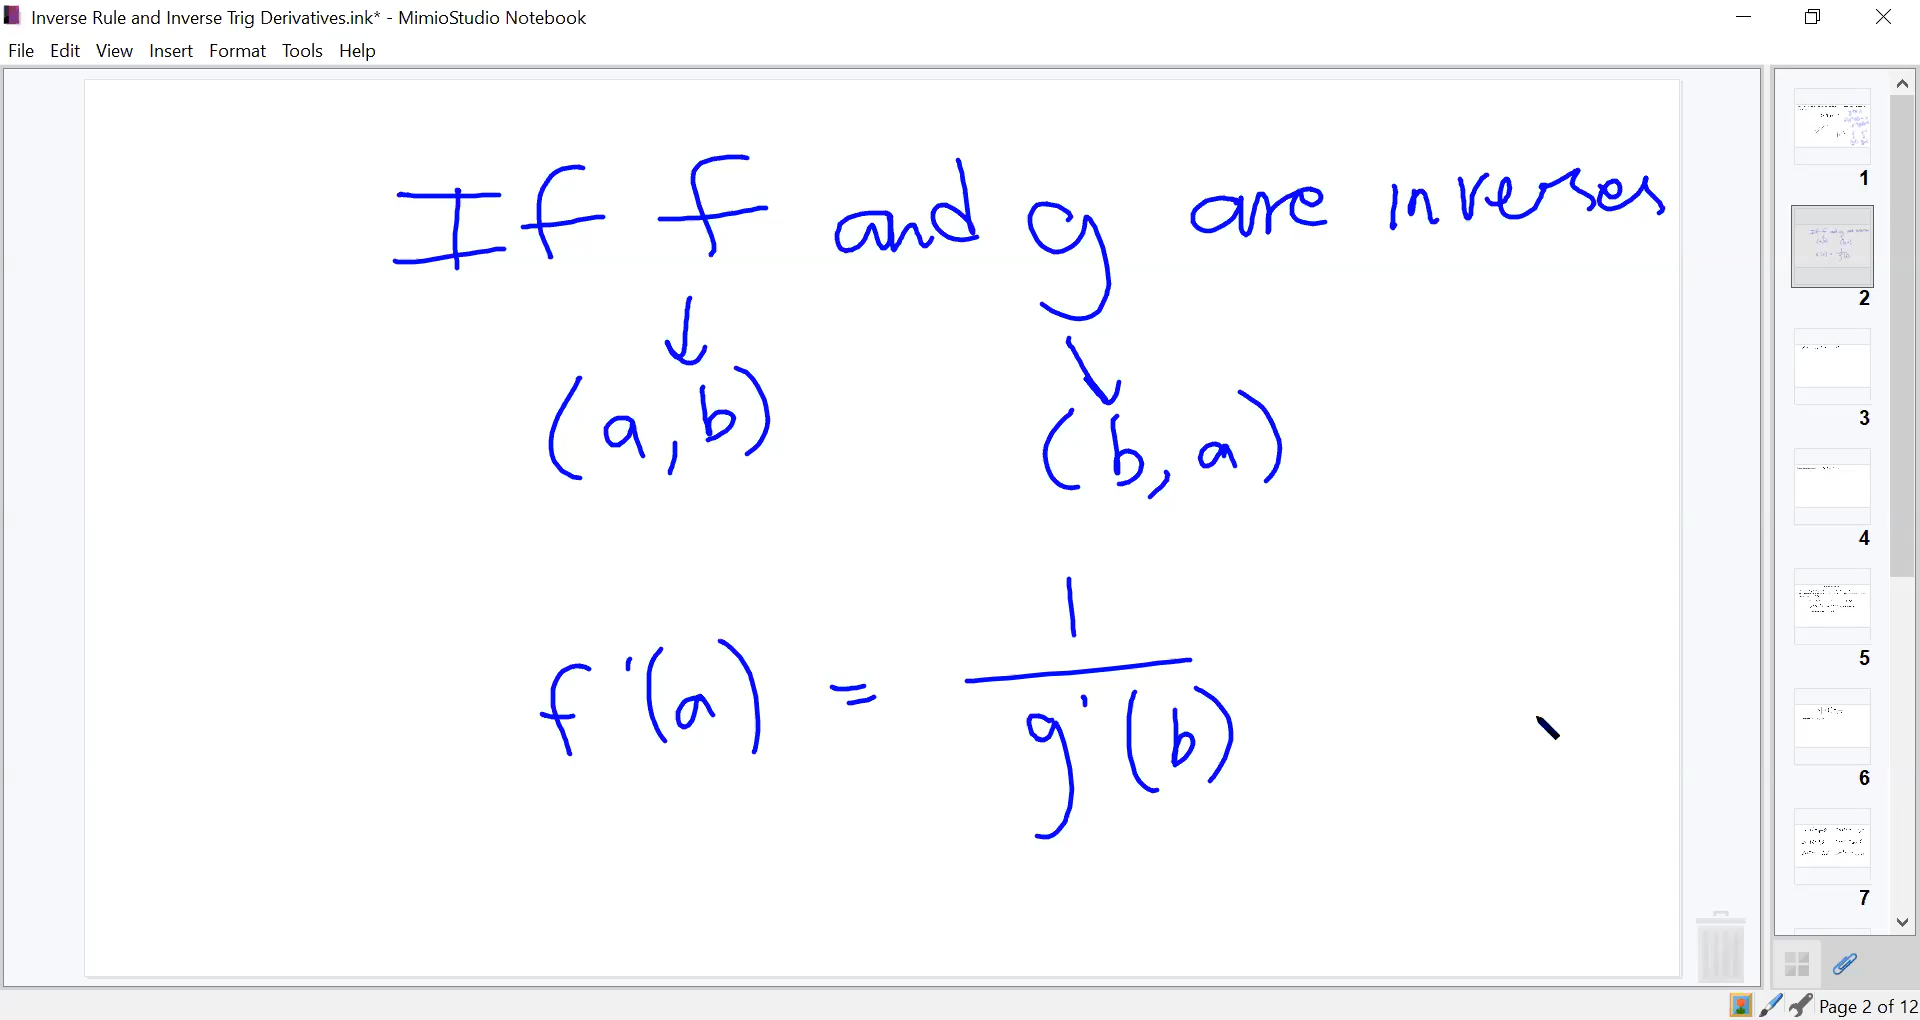 Inverse Rule and Inverse Trig Derivatives.ink* - MimioStudio Notebook
File Edit View Insert Format Tools Help
If f and g are inverses
(a, b) (b, a)
f'(a) = 1 / g'(b)
1
2
3
4
5
6
7
Page 2 of 12